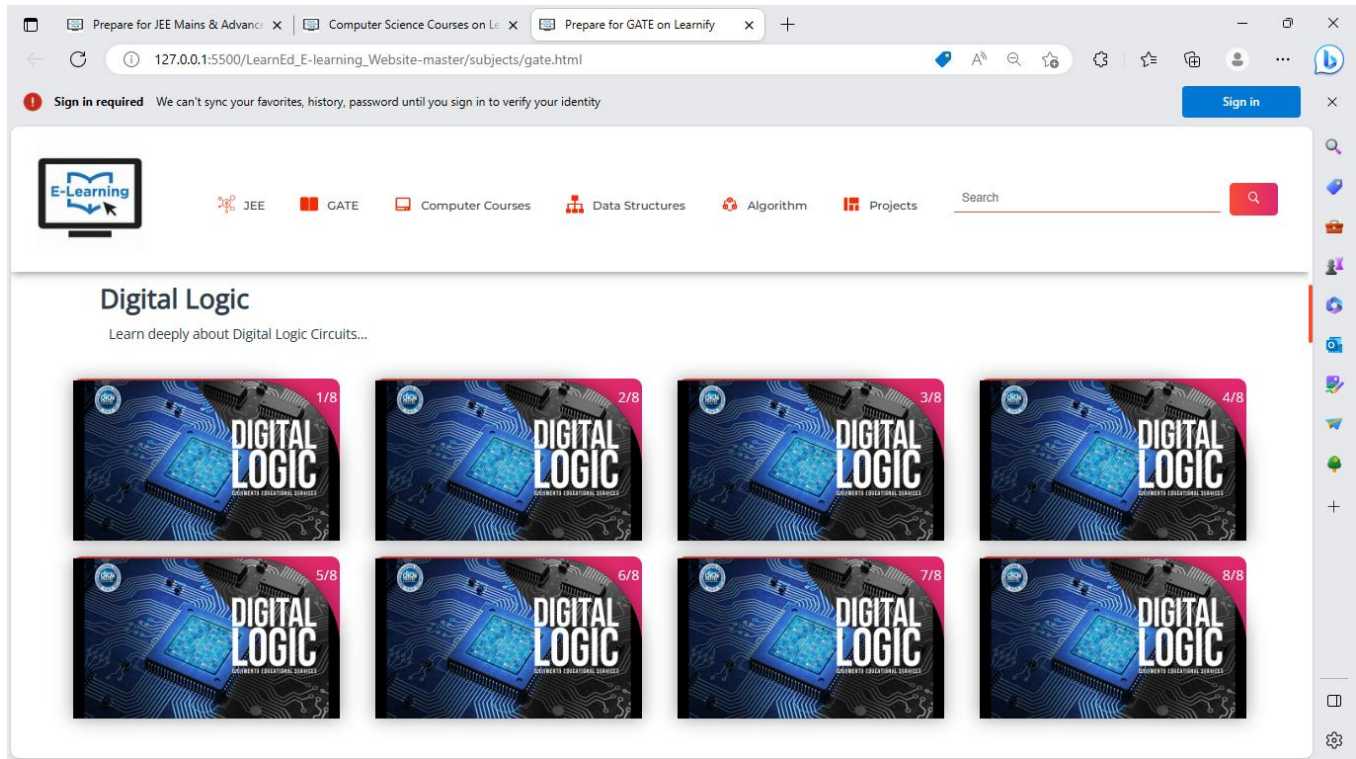 Prepare for JEE Mains & Advance
Computer Science Courses on Le
Prepare for GATE on Learnify
127.0.0.1:5500/LearnEd_E-learning_Website-master/subjects/gate.html
Sign in required We can't sync your favorites, history, password until you sign in to verify your identity
Sign in
E-Learning
JEE
GATE
Computer Courses
Data Structures
Algorithm
Projects
Search
Digital Logic
Learn deeply about Digital Logic Circuits...
1/8
DIGITAL
LOGIC
2/8
DIGITAL
LOGIC
3/8
DIGITAL
LOGIC
4/8
DIGITAL
LOGIC
5/8
DIGITAL
LOGIC
6/8
DIGITAL
LOGIC
7/8
DIGITAL
LOGIC
8/8
DIGITAL
LOGIC